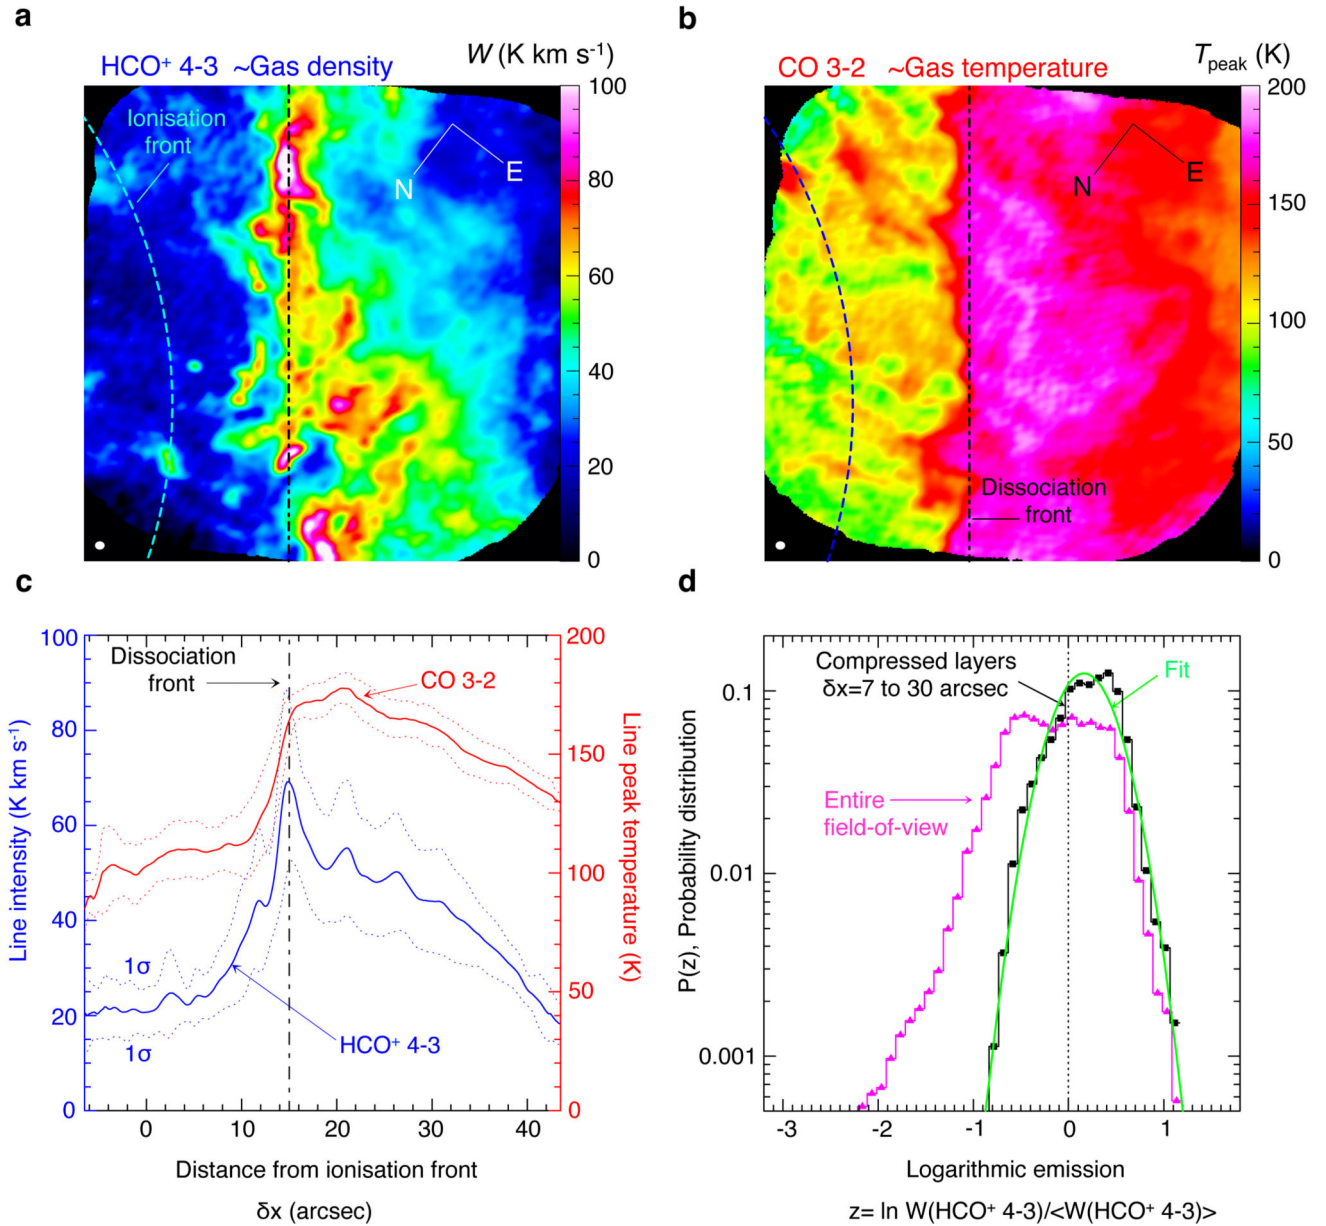 a
HCO⁺ 4-3 ~Gas density
W (K km s⁻¹)
Ionisation
front
N
E
100
80
60
40
20
0
b
CO 3-2 ~Gas temperature
T_peak (K)
N
E
Dissociation
front
200
150
100
50
0
c
Dissociation
front
CO 3-2
1σ
1σ
HCO⁺ 4-3
Line intensity (K km s⁻¹)
100
80
60
40
20
0
Line peak temperature (K)
200
150
100
50
0
0 10 20 30 40
Distance from ionisation front
δx (arcsec)
d
Compressed layers
δx=7 to 30 arcsec
Fit
Entire
field-of-view
P(z), Probability distribution
0.1
0.01
0.001
-3 -2 -1 0 1
Logarithmic emission
z= ln W(HCO⁺ 4-3)/<W(HCO⁺ 4-3)>